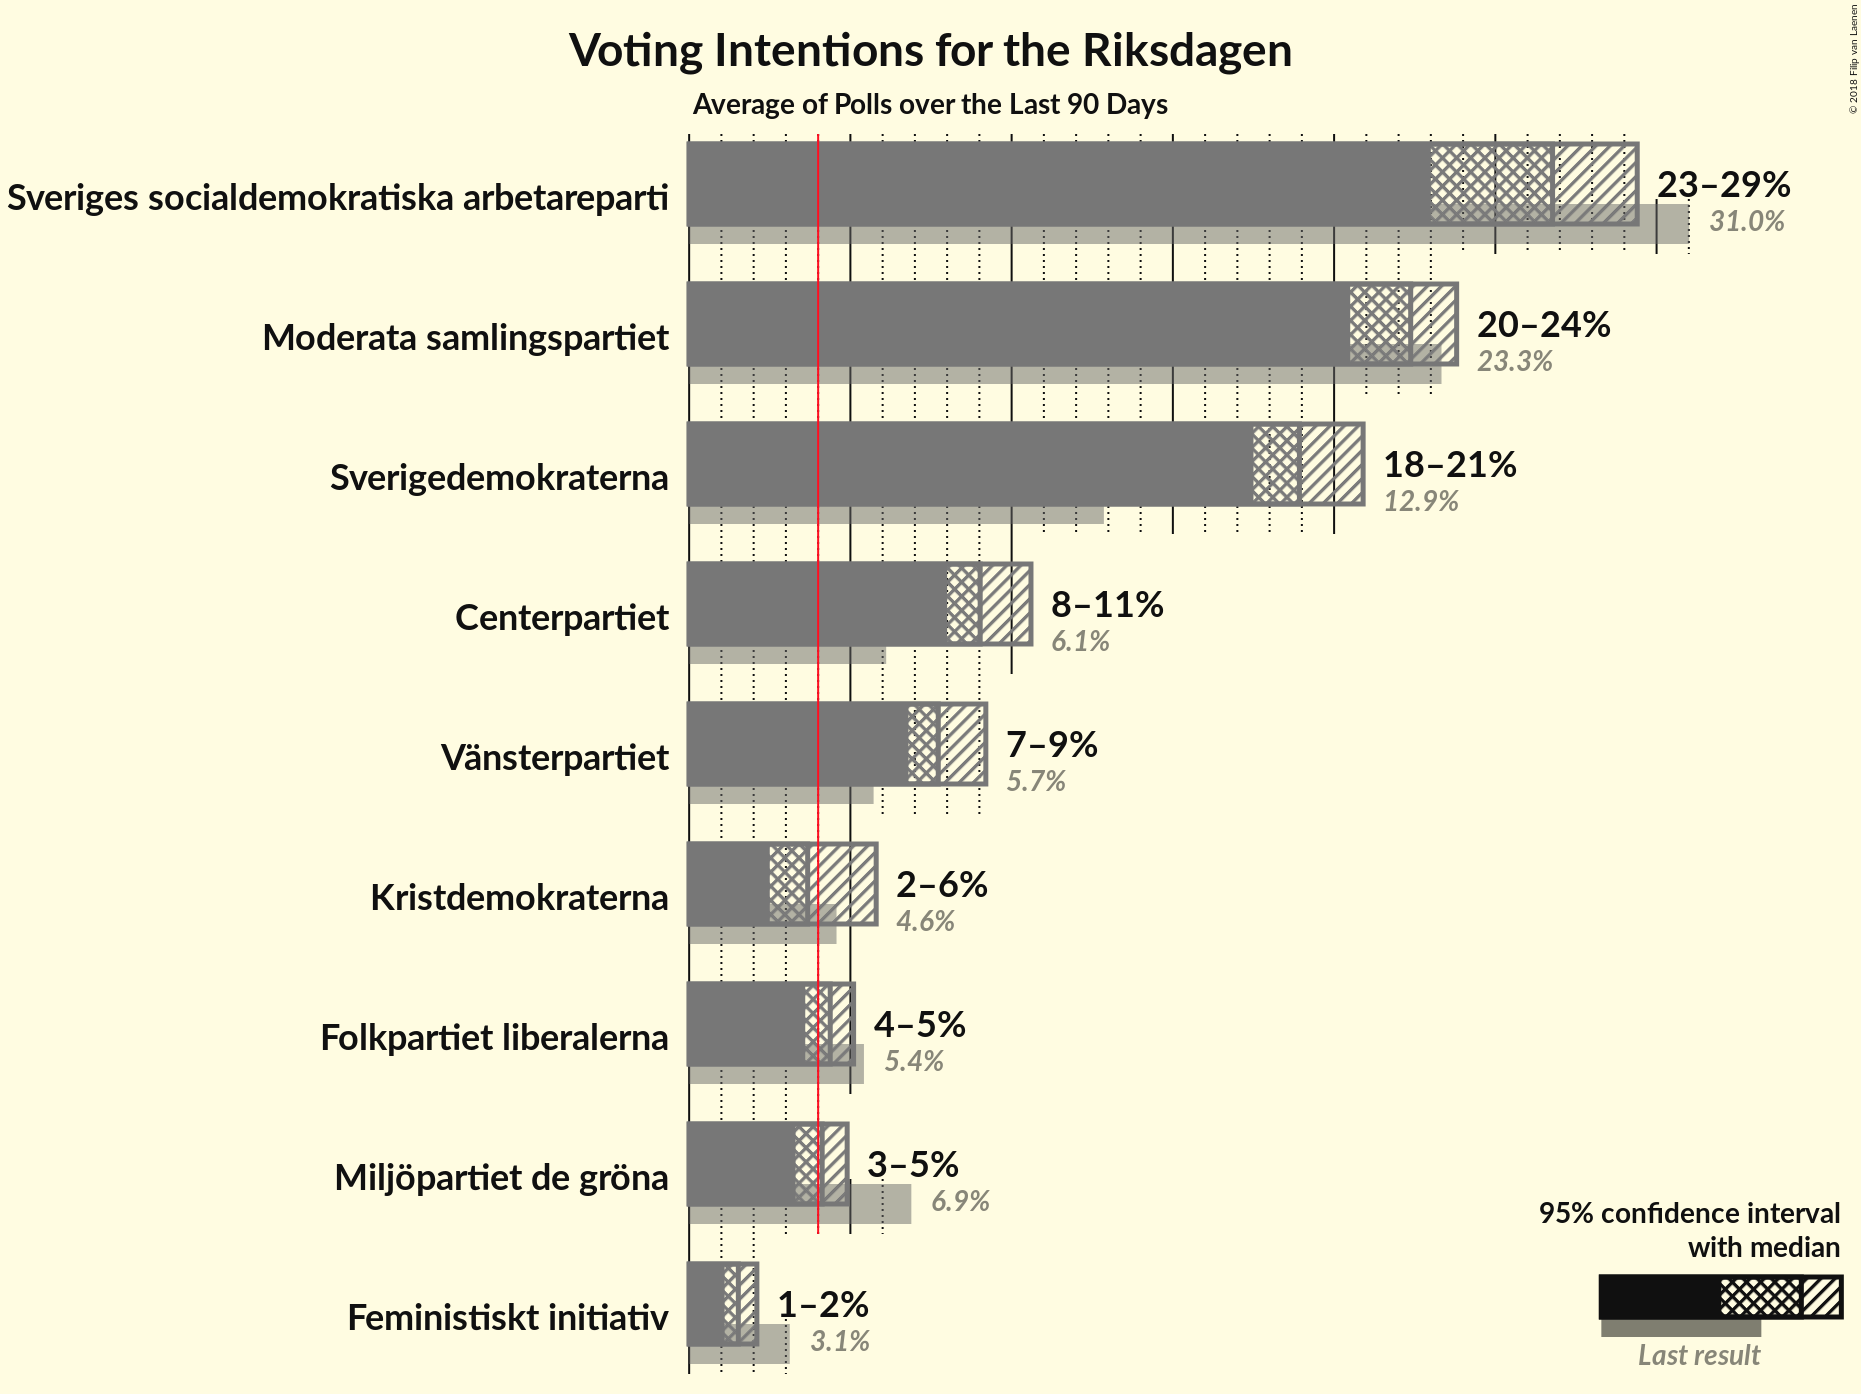 Voting Intentions for the Riksdagen
Average of Polls over the Last 90 Days
© 2018 Filip van Laenen
Sveriges socialdemokratiska arbetareparti
23–29%
31.0%
Moderata samlingspartiet
20–24%
23.3%
Sverigedemokraterna
18–21%
12.9%
Centerpartiet
8–11%
6.1%
Vänsterpartiet
7–9%
5.7%
Kristdemokraterna
2–6%
4.6%
Folkpartiet liberalerna
4–5%
5.4%
Miljöpartiet de gröna
3–5%
6.9%
Feministiskt initiativ
1–2%
3.1%
95% confidence interval
with median
Last result